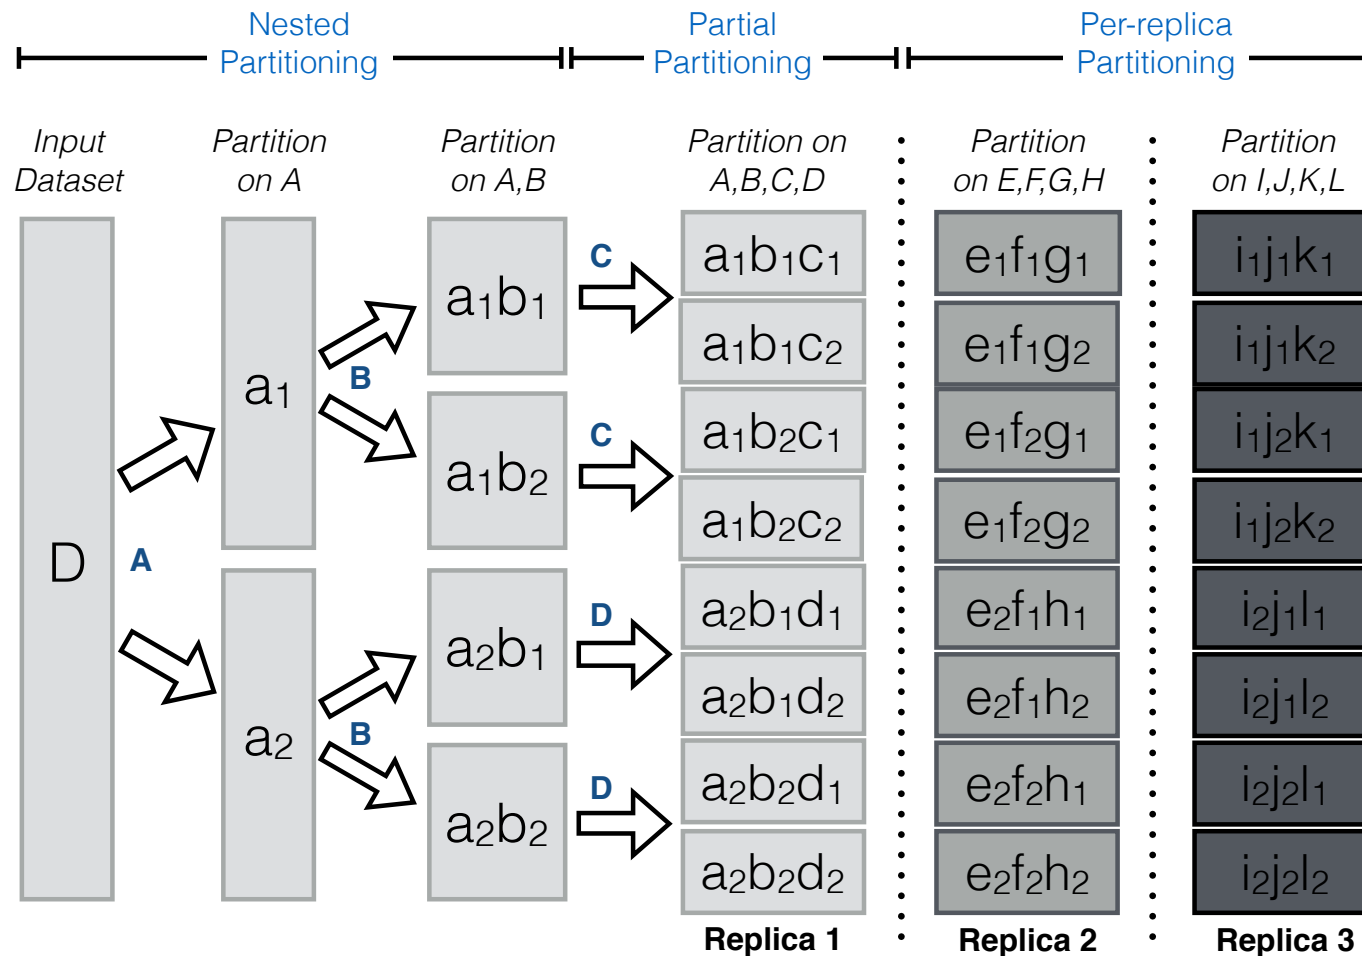 Nested
Partitioning
Partial
Partitioning
Per-replica
Partitioning
Input
Dataset
Partition
on A
Partition
on A,B
Partition on
A,B,C,D
Partition
on E,F,G,H
Partition
on I,J,K,L
D
A
a₁
a₂
B
B
a₁b₁
a₁b₂
a₂b₁
a₂b₂
C
C
D
D
a₁b₁c₁
a₁b₁c₂
a₁b₂c₁
a₁b₂c₂
a₂b₁d₁
a₂b₁d₂
a₂b₂d₁
a₂b₂d₂
Replica 1
e₁f₁g₁
e₁f₁g₂
e₁f₂g₁
e₁f₂g₂
e₂f₁h₁
e₂f₁h₂
e₂f₂h₁
e₂f₂h₂
Replica 2
i₁j₁k₁
i₁j₁k₂
i₁j₂k₁
i₁j₂k₂
i₂j₁l₁
i₂j₁l₂
i₂j₂l₁
i₂j₂l₂
Replica 3